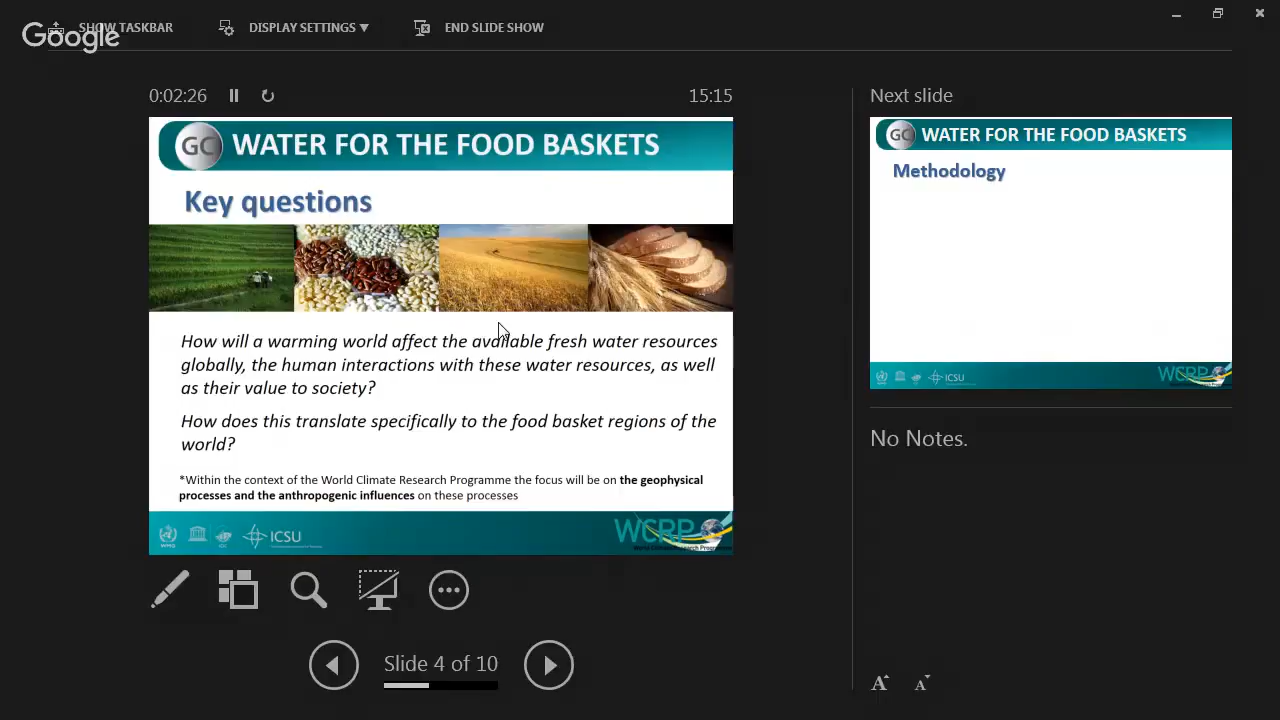 Google
SHOW TASKBAR
DISPLAY SETTINGS ▼
END SLIDE SHOW
0:02:26
15:15
GC WATER FOR THE FOOD BASKETS
Key questions
How will a warming world affect the available fresh water resources
globally, the human interactions with these water resources, as well
as their value to society?
How does this translate specifically to the food basket regions of the
world?
*Within the context of the World Climate Research Programme the focus will be on the geophysical
processes and the anthropogenic influences on these processes
WMO
ICSU
WCRP
World Climate Research Programme
Slide 4 of 10
Next slide
GC WATER FOR THE FOOD BASKETS
Methodology
ICSU
WCRP
No Notes.
A A